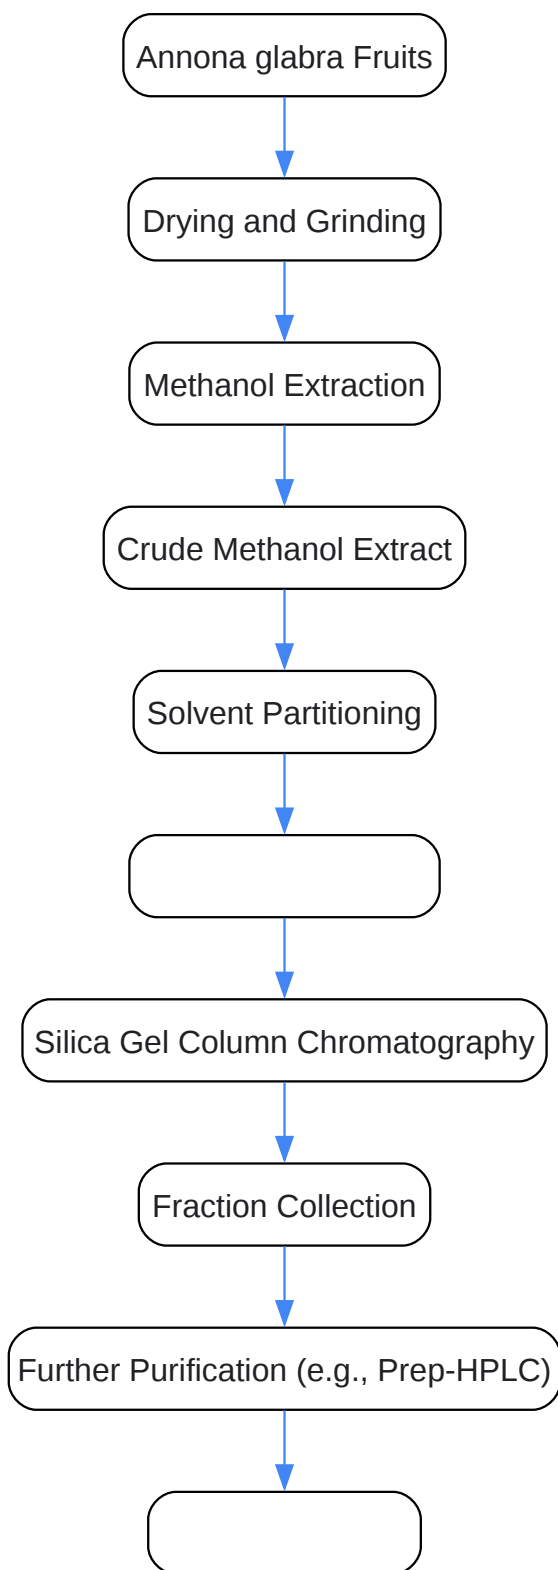 Annona glabra Fruits
Drying and Grinding
Methanol Extraction
Crude Methanol Extract
Solvent Partitioning
Silica Gel Column Chromatography
Fraction Collection
Further Purification (e.g., Prep-HPLC)